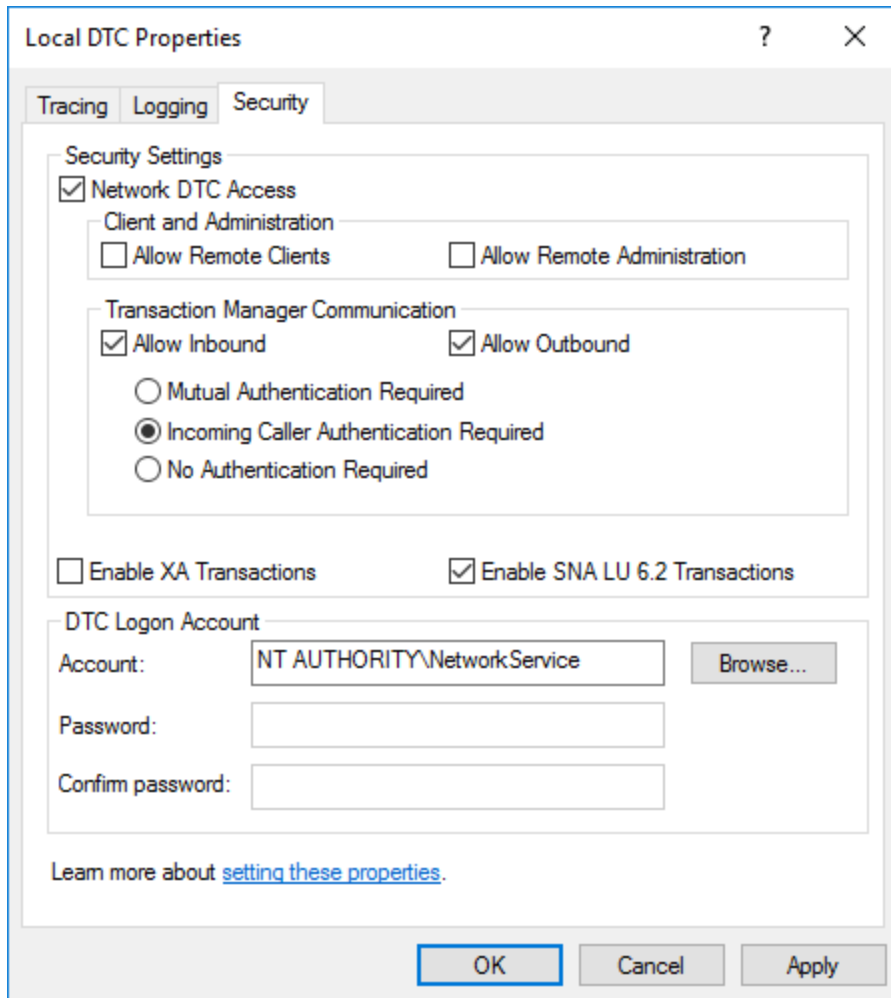 Local DTC Properties ? ×
Tracing Logging Security
Security Settings
Network DTC Access
Client and Administration
Allow Remote Clients Allow Remote Administration
Transaction Manager Communication
Allow Inbound Allow Outbound
Mutual Authentication Required
Incoming Caller Authentication Required
No Authentication Required
Enable XA Transactions Enable SNA LU 6.2 Transactions
DTC Logon Account
Account: NT AUTHORITY\NetworkService Browse...
Password:
Confirm password:
Learn more about setting these properties.
OK Cancel Apply